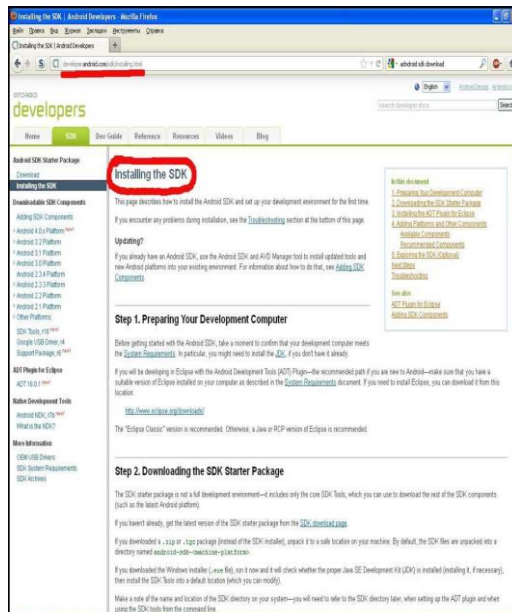 Installing the SDK | Android Developers - Mozilla Firefox
Файл Правка Вид Журнал Закладки Инструменты Справка
Installing the SDK | Android Developers
developer.android.com/sdk/installing.html
android sdk download
English
ANDROID
developers
Search developer docs
Search
Home SDK Dev Guide Reference Resources Videos Blog
Android SDK Starter Package
Download
Installing the SDK
Downloadable SDK Components
Adding SDK Components
Android 4.0.x Platform new!
Android 3.2 Platform
Android 3.1 Platform
Android 3.0 Platform
Android 2.3.4 Platform
Android 2.3.3 Platform
Android 2.2 Platform
Android 2.1 Platform
Other Platforms
SDK Tools, r16 new!
Google USB Driver, r4
Support Package, r6 new!
ADT Plugin for Eclipse
ADT 16.0.1 new!
Native Development Tools
Android NDK, r7b new!
What is the NDK?
More Information
OEM USB Drivers
SDK System Requirements
SDK Archives
Installing the SDK
This page describes how to install the Android SDK and set up your development environment for the first time.
If you encounter any problems during installation, see the Troubleshooting section at the bottom of this page.
Updating?
If you already have an Android SDK, use the Android SDK and AVD Manager tool to install updated tools and
new Android platforms into your existing environment. For information about how to do that, see Adding SDK
Components
In this document
1. Preparing Your Development Computer
2. Downloading the SDK Starter Package
3. Installing the ADT Plugin for Eclipse
4. Adding Platforms and Other Components
Available Components
Recommended Components
5. Exploring the SDK (Optional)
Next Steps
Troubleshooting
See also
ADT Plugin for Eclipse
Adding SDK Components
Step 1. Preparing Your Development Computer
Before getting started with the Android SDK, take a moment to confirm that your development computer meets
the System Requirements. In particular, you might need to install the JDK, if you don't have it already.
If you will be developing in Eclipse with the Android Development Tools (ADT) Plugin—the recommended path if you are new to Android—make sure that you have a
suitable version of Eclipse installed on your computer as described in the System Requirements document. If you need to install Eclipse, you can download it from this
location:
http://www.eclipse.org/downloads/
The "Eclipse Classic" version is recommended. Otherwise, a Java or RCP version of Eclipse is recommended.
Step 2. Downloading the SDK Starter Package
The SDK starter package is not a full development environment—it includes only the core SDK Tools, which you can use to download the rest of the SDK components
(such as the latest Android platform).
If you haven't already, get the latest version of the SDK starter package from the SDK download page.
If you downloaded a .zip or .tgz package (instead of the SDK installer), unpack it to a safe location on your machine. By default, the SDK files are unpacked into a
directory named android-sdk-<machine-platform>.
If you downloaded the Windows installer (.exe file), run it now and it will check whether the proper Java SE Development Kit (JDK) is installed (installing it, if necessary),
then install the SDK Tools into a default location (which you can modify).
Make a note of the name and location of the SDK directory on your system—you will need to refer to the SDK directory later, when setting up the ADT plugin and when
using the SDK tools from the command line.